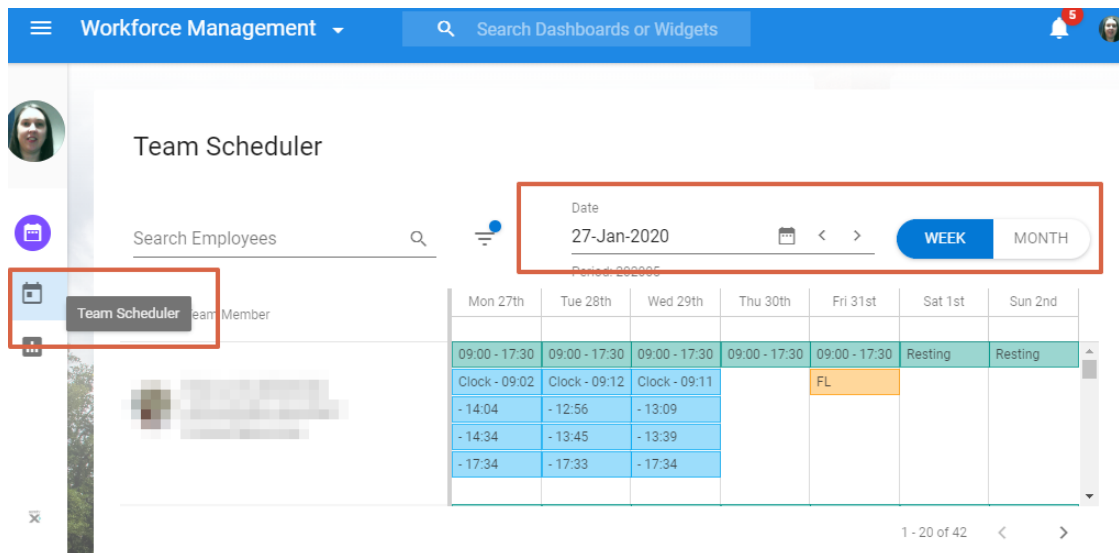 Workforce Management
Search Dashboards or Widgets
5
Team Scheduler
Date
Search Employees
27-Jan-2020
WEEK
MONTH
Period: 202005
Team Scheduler
Team Member
Mon 27th Tue 28th Wed 29th Thu 30th Fri 31st Sat 1st Sun 2nd
09:00 - 17:30 09:00 - 17:30 09:00 - 17:30 09:00 - 17:30 09:00 - 17:30 Resting Resting
Clock - 09:02 Clock - 09:12 Clock - 09:11 FL
- 14:04 - 12:56 - 13:09
- 14:34 - 13:45 - 13:39
- 17:34 - 17:33 - 17:34
1 - 20 of 42